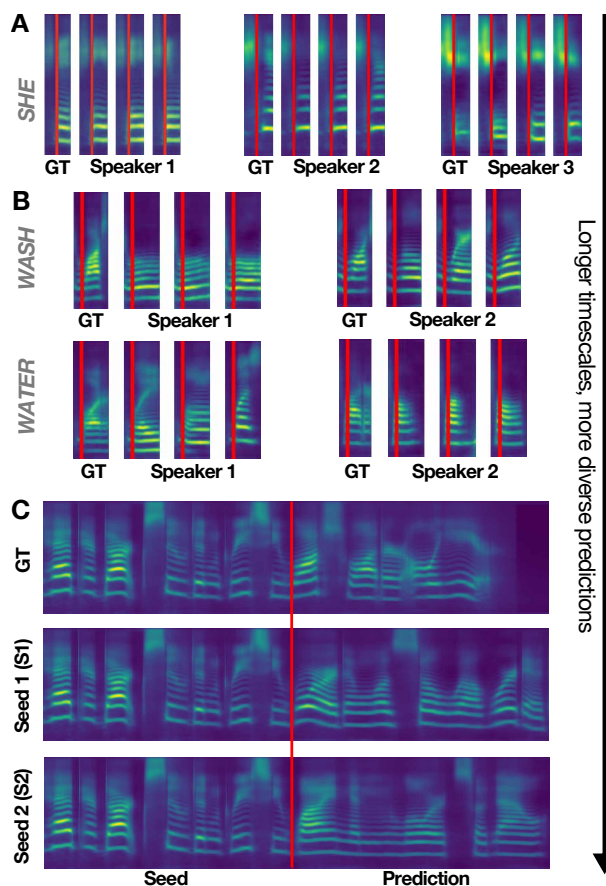 A
SHE
GT Speaker 1
GT Speaker 2
GT Speaker 3
B
WASH
GT Speaker 1
GT Speaker 2
WATER
GT Speaker 1
GT Speaker 2
C
GT
Seed 1 (S1)
Seed 2 (S2)
Seed Prediction
Longer timescales, more diverse predictions